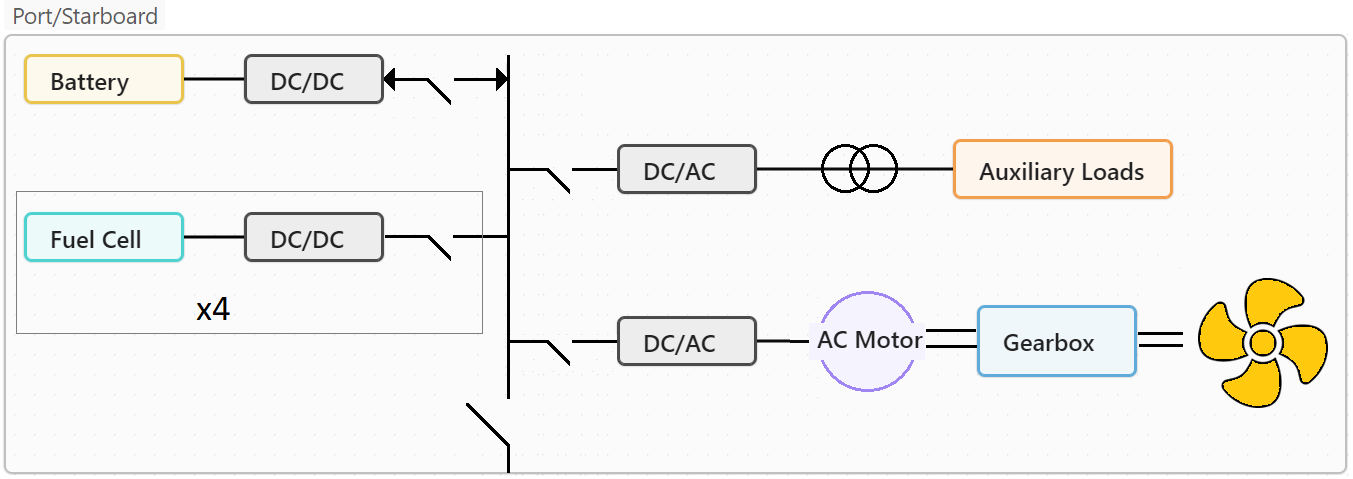 Port/Starboard
Battery
DC/DC
DC/AC
Auxiliary Loads
Fuel Cell
DC/DC
x4
DC/AC
AC Motor
Gearbox